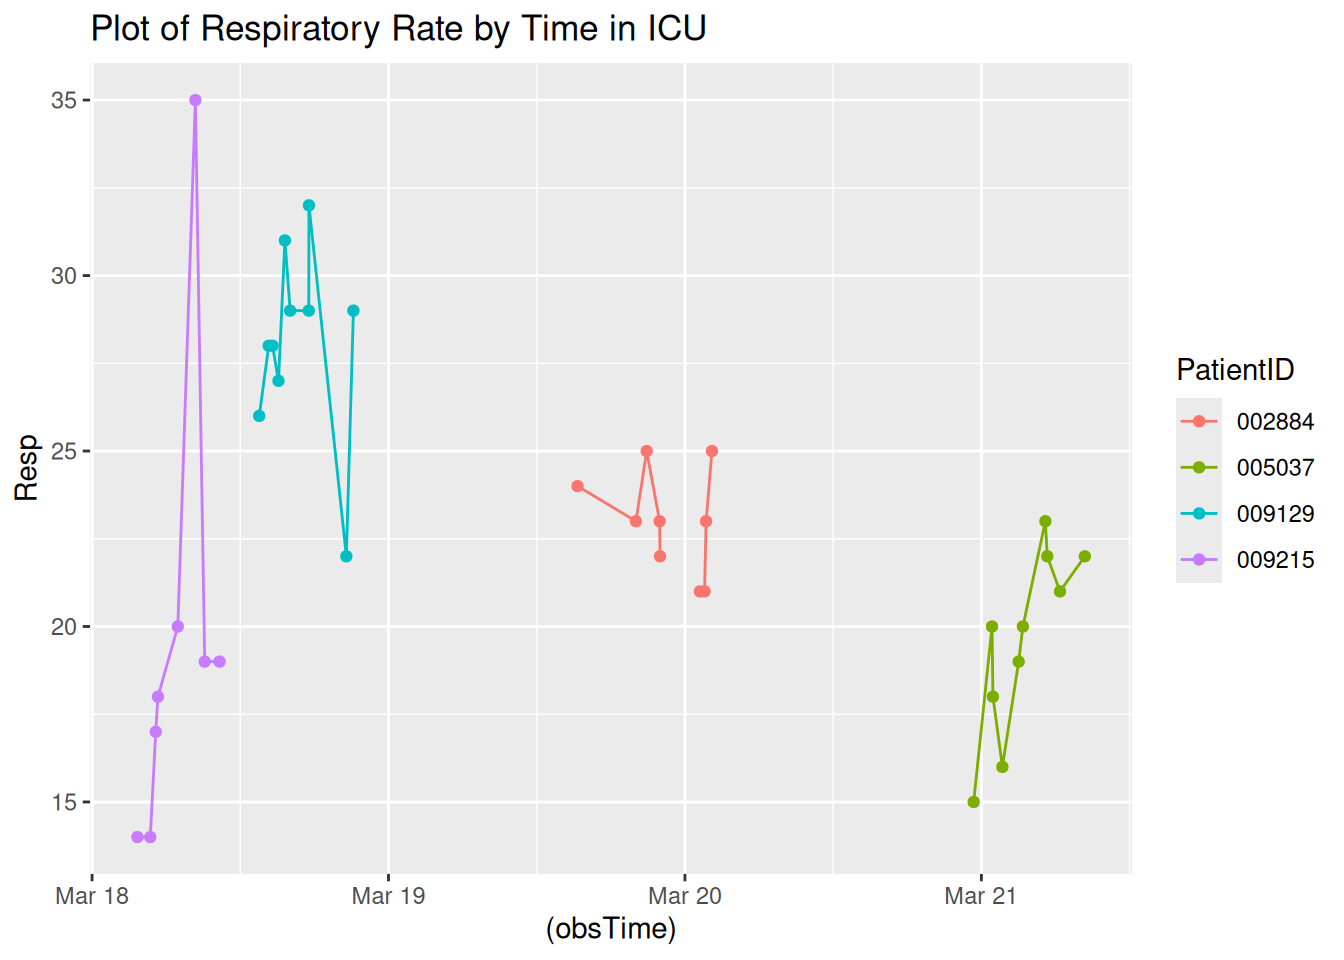 Plot of Respiratory Rate by Time in ICU
35
30
25
20
15
Resp
Mar 18
Mar 19
Mar 20
Mar 21
(obsTime)
PatientID
002884
005037
009129
009215